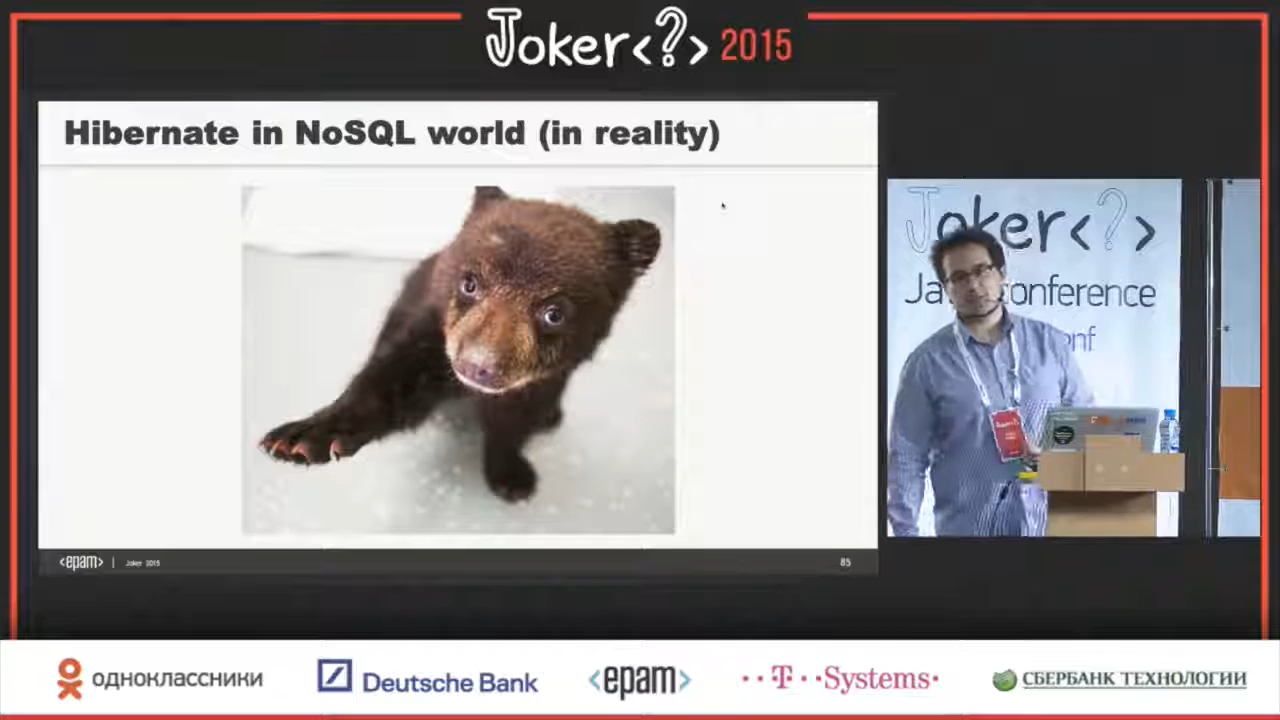 Joker<?> 2015
Hibernate in NoSQL world (in reality)
<epam> | Joker 2015
85
Joker<?>
Java conference
одноклассники
Deutsche Bank
<epam>
T Systems
СБЕРБАНК ТЕХНОЛОГИИ